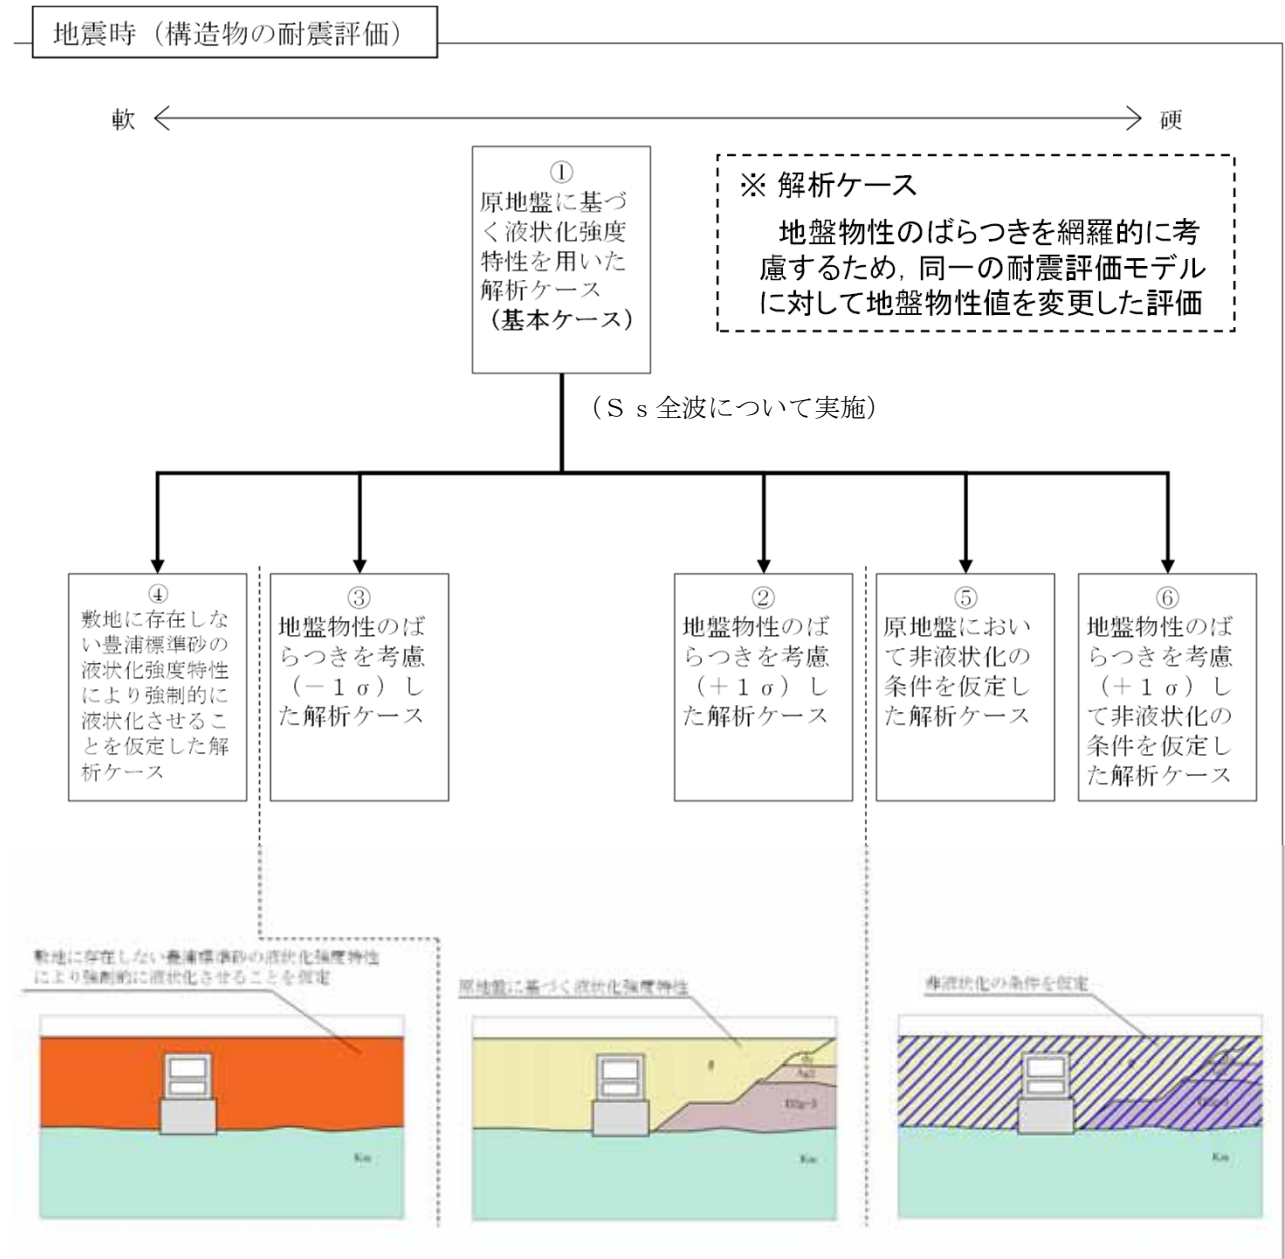 地震時（構造物の耐震評価）
軟
硬
①
原地盤に基づ
く液状化強度
特性を用いた
解析ケース
（基本ケース）
※ 解析ケース
地盤物性のばらつきを網羅的に考
慮するため，同一の耐震評価モデル
に対して地盤物性値を変更した評価
（Ｓｓ全波について実施）
④
敷地に存在しな
い豊浦標準砂の
液状化強度特性
により強制的に
液状化させるこ
とを仮定した解
析ケース
③
地盤物性のば
らつきを考慮
（－１σ）し
た解析ケース
②
地盤物性のば
らつきを考慮
（＋１σ）し
た解析ケース
⑤
原地盤におい
て非液状化の
条件を仮定し
た解析ケース
⑥
地盤物性のば
らつきを考慮
（＋１σ）し
て非液状化の
条件を仮定し
た解析ケース
敷地に存在しない豊浦標準砂の液状化強度特性
により強制的に液状化させることを仮定
Km
原地盤に基づく液状化強度特性
Ag2
D2g-3
Km
非液状化の条件を仮定
Km